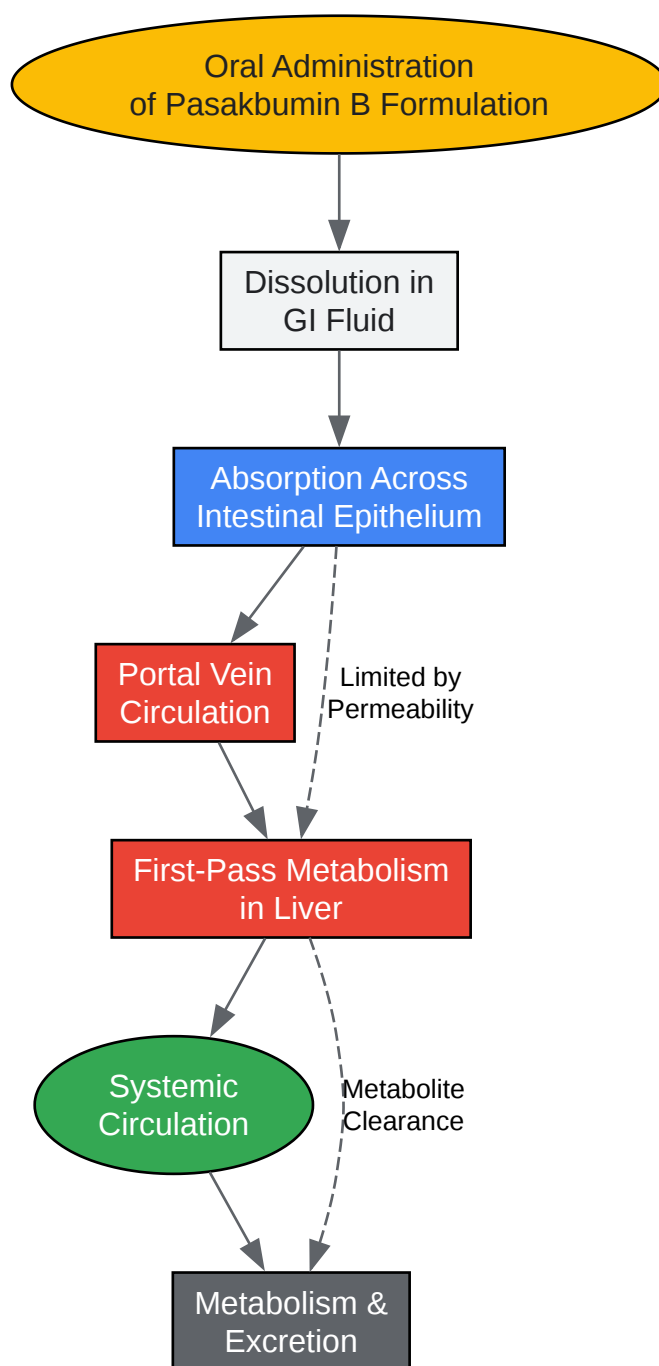 Oral Administration
of Pasakbumin B Formulation
Dissolution in
GI Fluid
Absorption Across
Intestinal Epithelium
Portal Vein
Circulation
Limited by
Permeability
First-Pass Metabolism
in Liver
Systemic
Circulation
Metabolite
Clearance
Metabolism &
Excretion